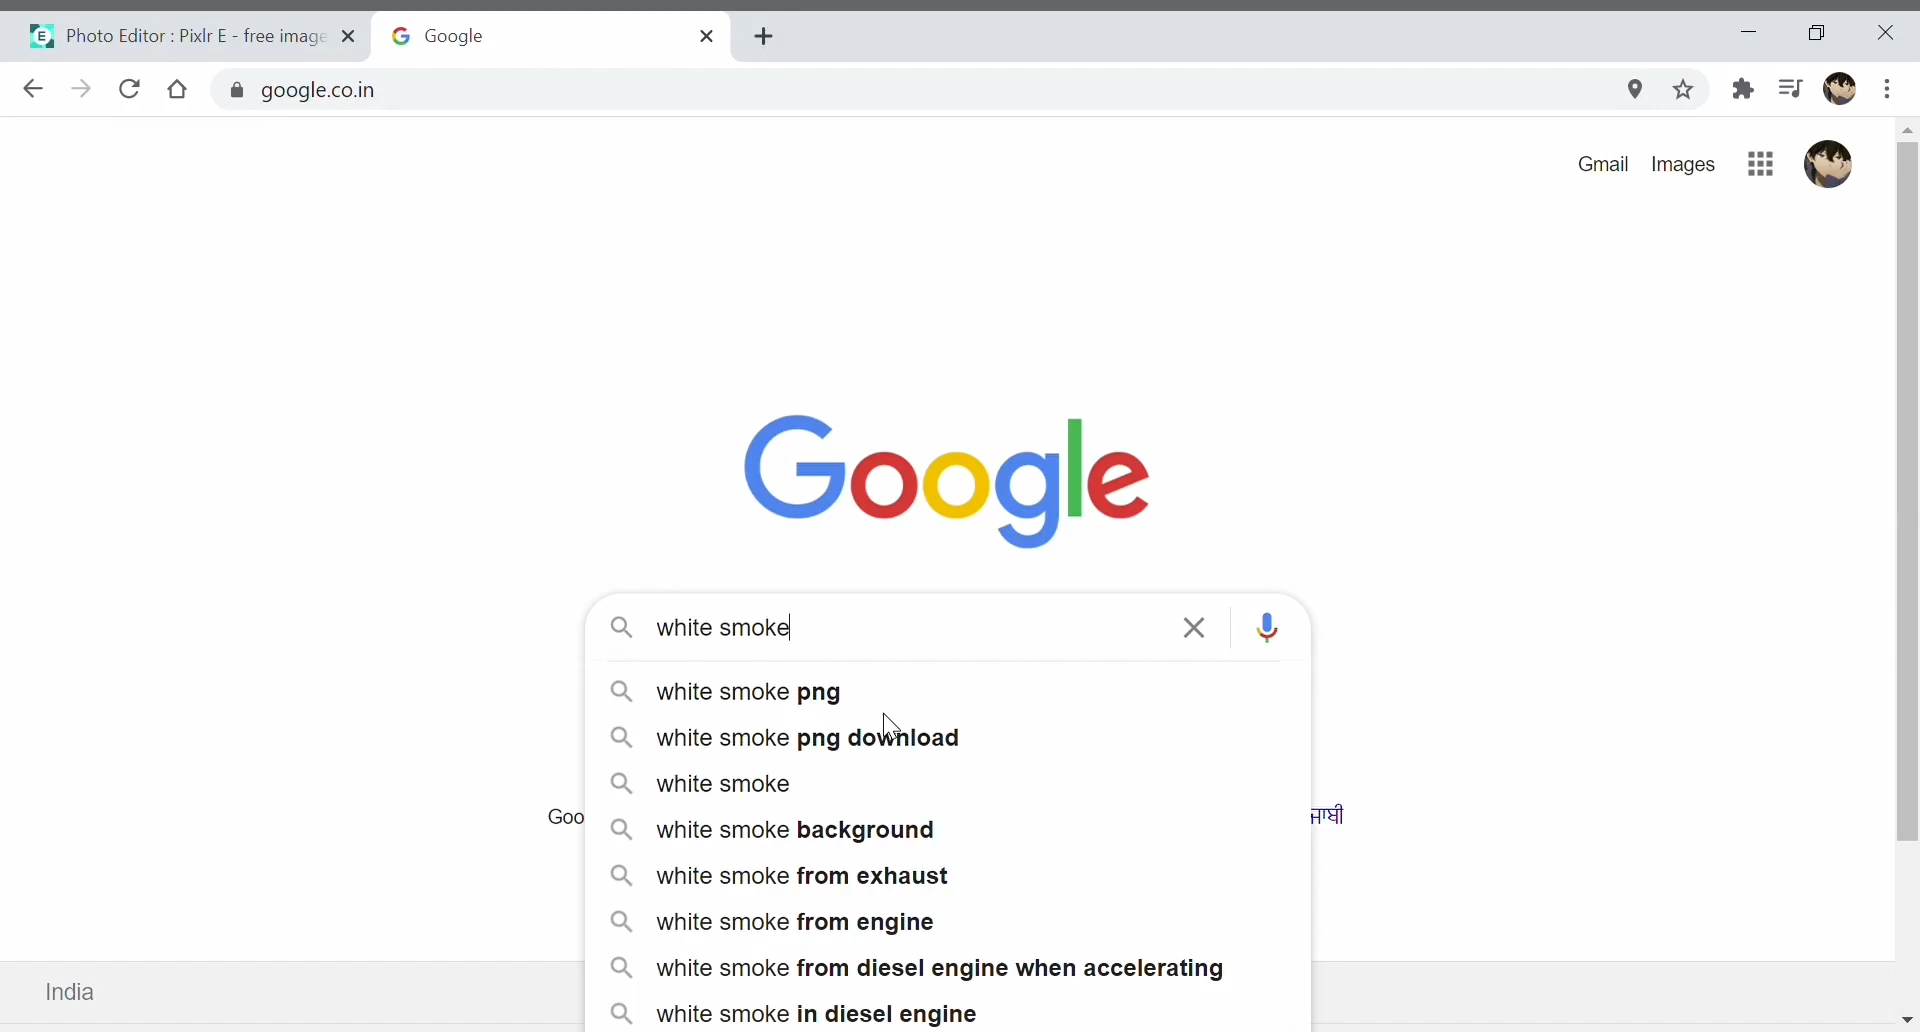 Photo Editor : Pixlr E - free image
Google
google.co.in
Gmail Images
Google
white smoke
white smoke png
white smoke png download
white smoke
white smoke background
white smoke from exhaust
white smoke from engine
white smoke from diesel engine when accelerating
white smoke in diesel engine
Goo
ਜਾਬੀ
India